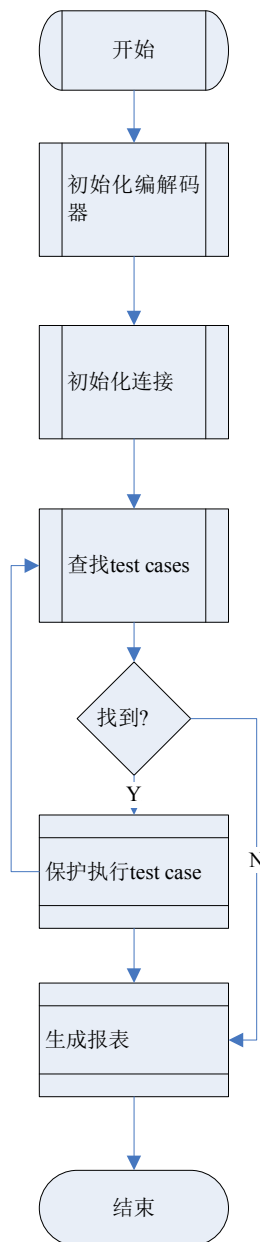 开始
初始化编解码
器
初始化连接
查找test cases
找到?
Y
N
保护执行test case
生成报表
结束